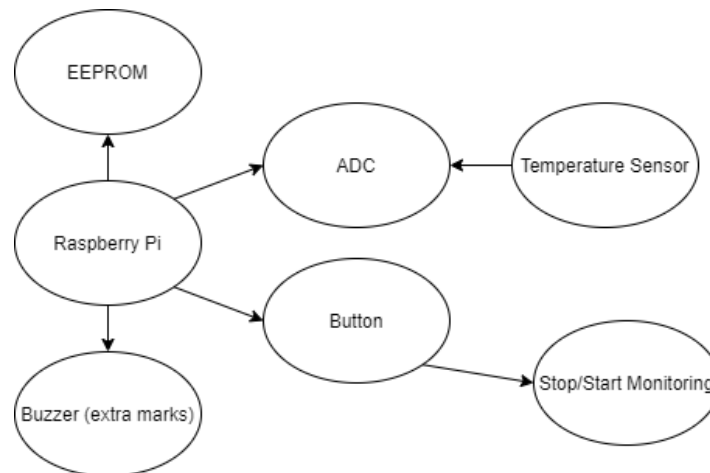 EEPROM
ADC
Temperature Sensor
Raspberry Pi
Button
Stop/Start Monitoring
Buzzer (extra marks)